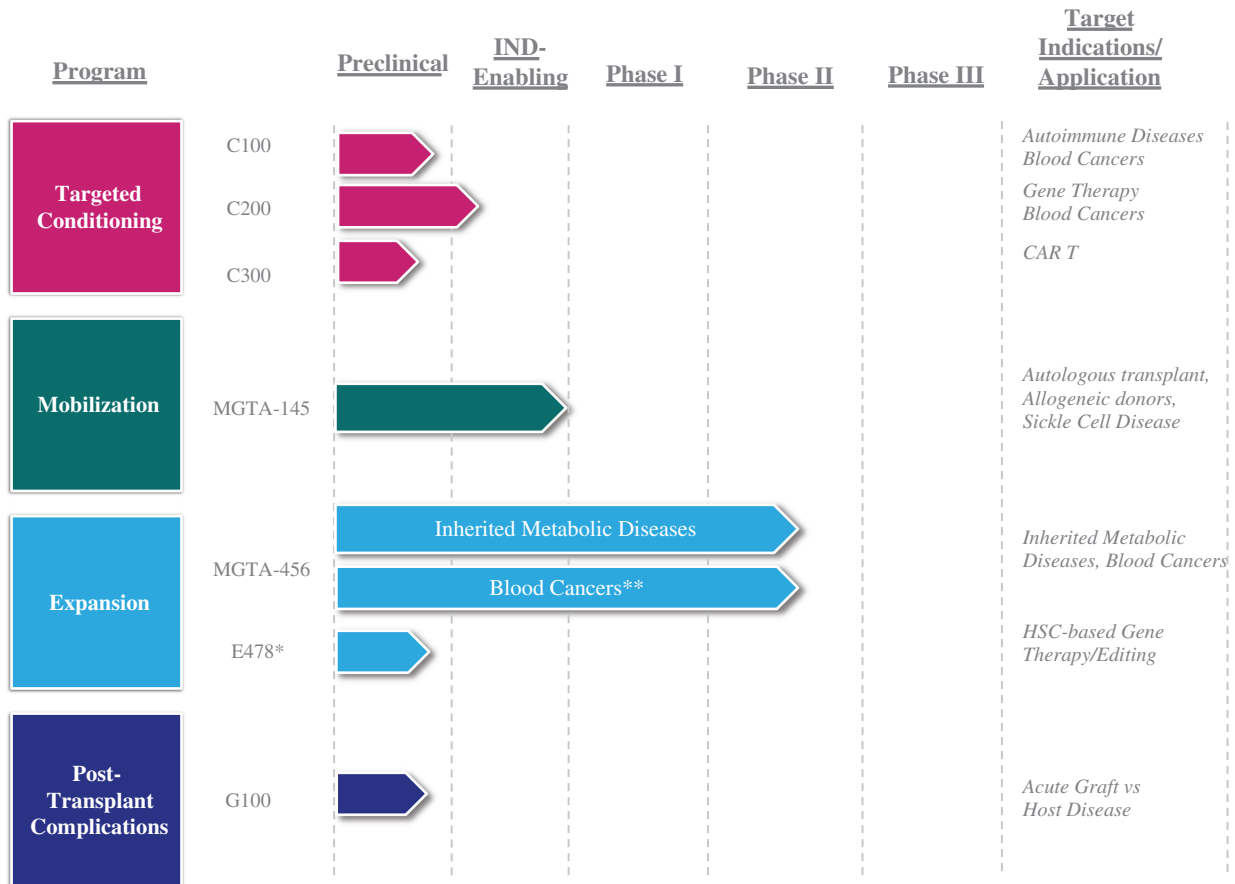 Program
Preclinical
IND-
Enabling
Phase I
Phase II
Phase III
Target
Indications/
Application
Targeted
Conditioning
C100
Autoimmune Diseases
Blood Cancers
C200
Gene Therapy
Blood Cancers
C300
CAR T
Mobilization
MGTA-145
Autologous transplant,
Allogeneic donors,
Sickle Cell Disease
Expansion
MGTA-456
Inherited Metabolic Diseases
Blood Cancers**
Inherited Metabolic
Diseases, Blood Cancers
E478*
HSC-based Gene
Therapy/Editing
Post-
Transplant
Complications
G100
Acute Graft vs
Host Disease